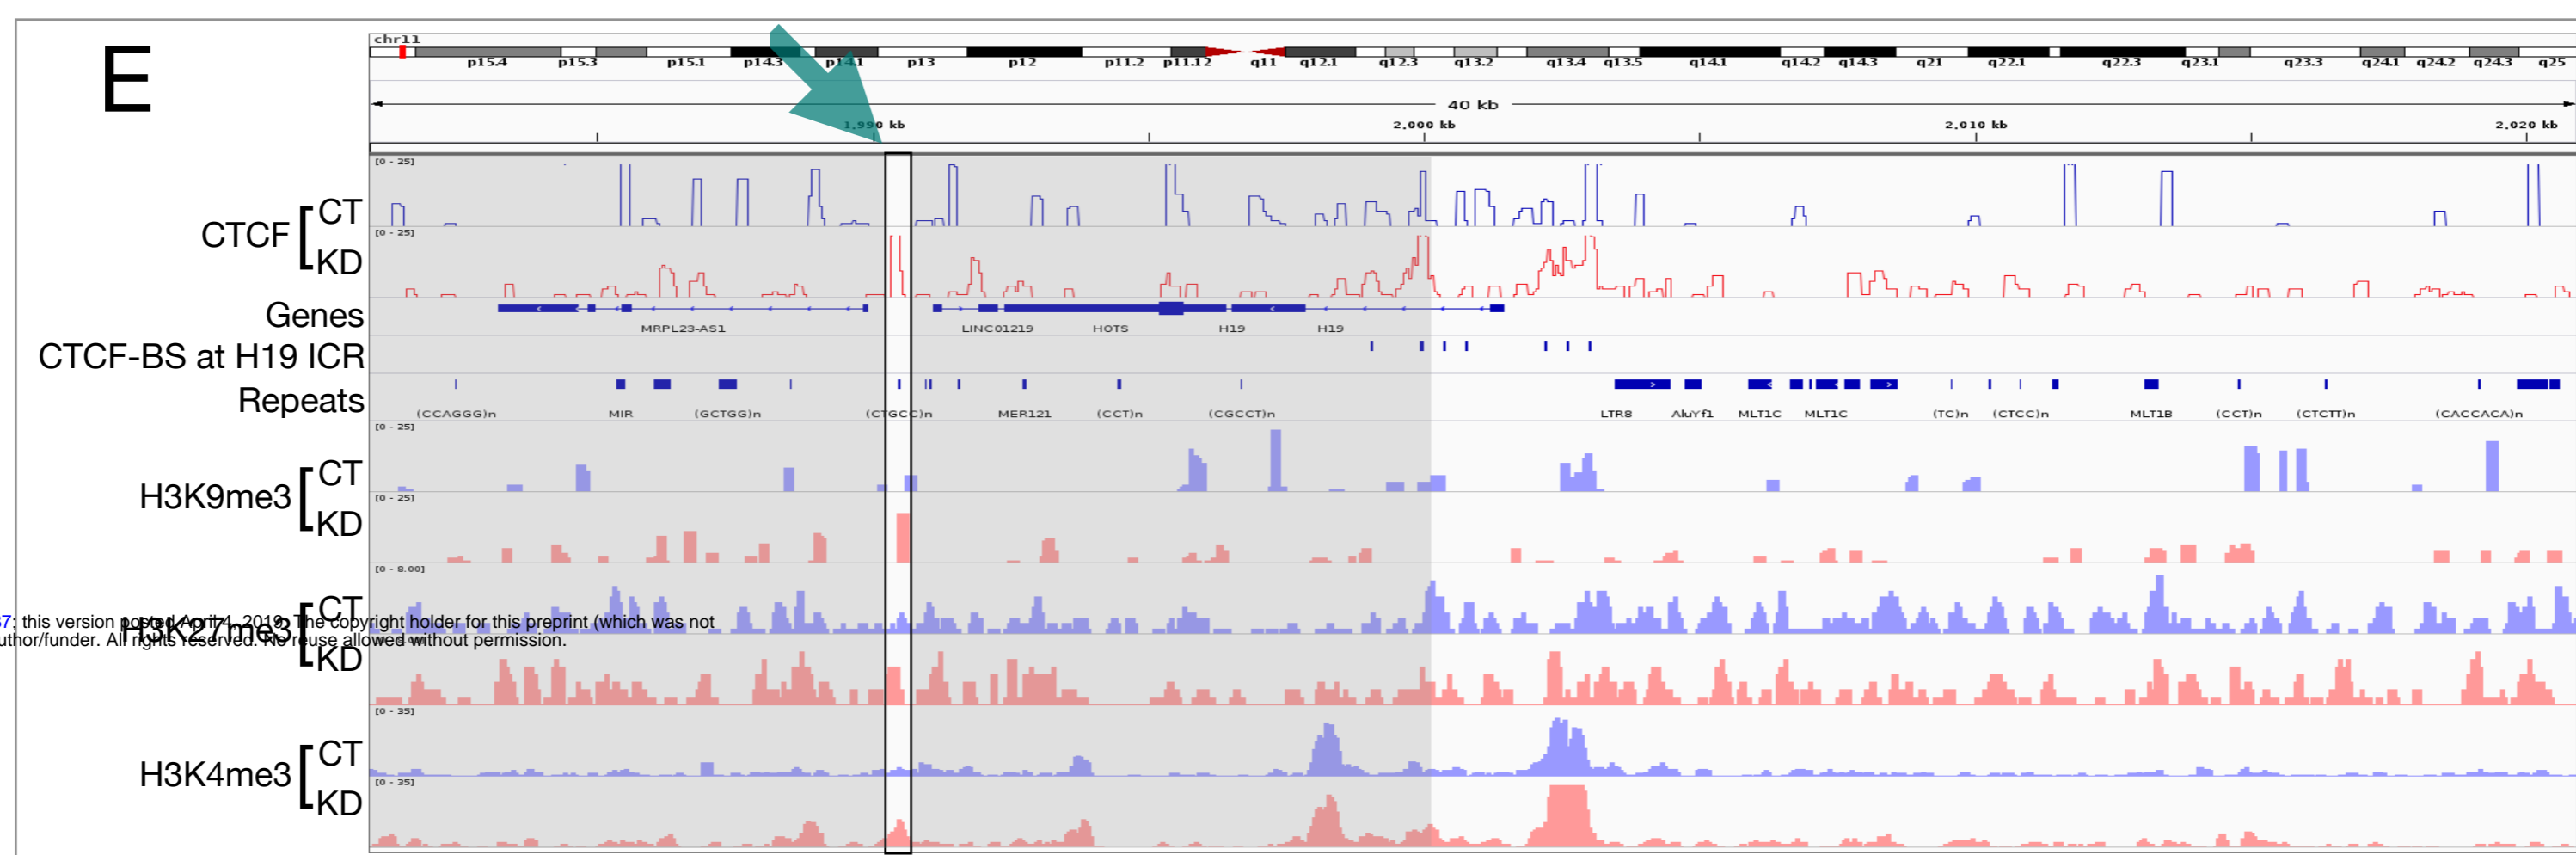 E
chr11
p15.4 p15.3 p15.1 p14.3 p14.1 p13 p12 p11.2 p11.12 q11 q12.1 q12.3 q13.2 q13.4 q13.5 q14.1 q14.2 q14.3 q21 q22.1 q22.3 q23.1 q23.3 q24.1 q24.2 q24.3 q25
40 kb
1,990 kb 2,000 kb 2,010 kb 2,020 kb
[0 - 25]
CTCF [ CT
[0 - 25]
KD
Genes
MRPL23-AS1 LINC01219 HOTS H19 H19
CTCF-BS at H19 ICR
Repeats
(CCAGGG)n MIR (GCTGG)n (CTGCC)n MER121 (CCT)n (CGCCT)n LTR8 AluYf1 MLT1C MLT1C (TC)n (CTCC)n MLT1B (CCT)n (CTCTT)n (CACCACA)n
[0 - 25]
H3K9me3 [ CT
[0 - 25]
KD
[0 - 8.00]
H3K27me3 [ CT
7; this version posted April 4, 2019. The copyright holder for this preprint (which was not
uthor/funder. All rights reserved. No reuse allowed without permission.
KD
[0 - 35]
H3K4me3 [ CT
[0 - 35]
KD